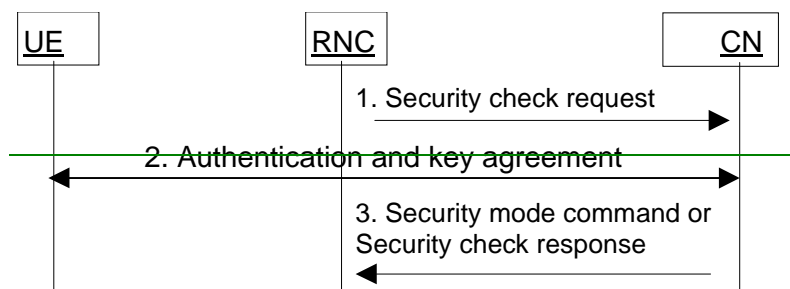 UE
RNC
CN
1. Security check request
2. Authentication and key agreement
3. Security mode command or
Security check response